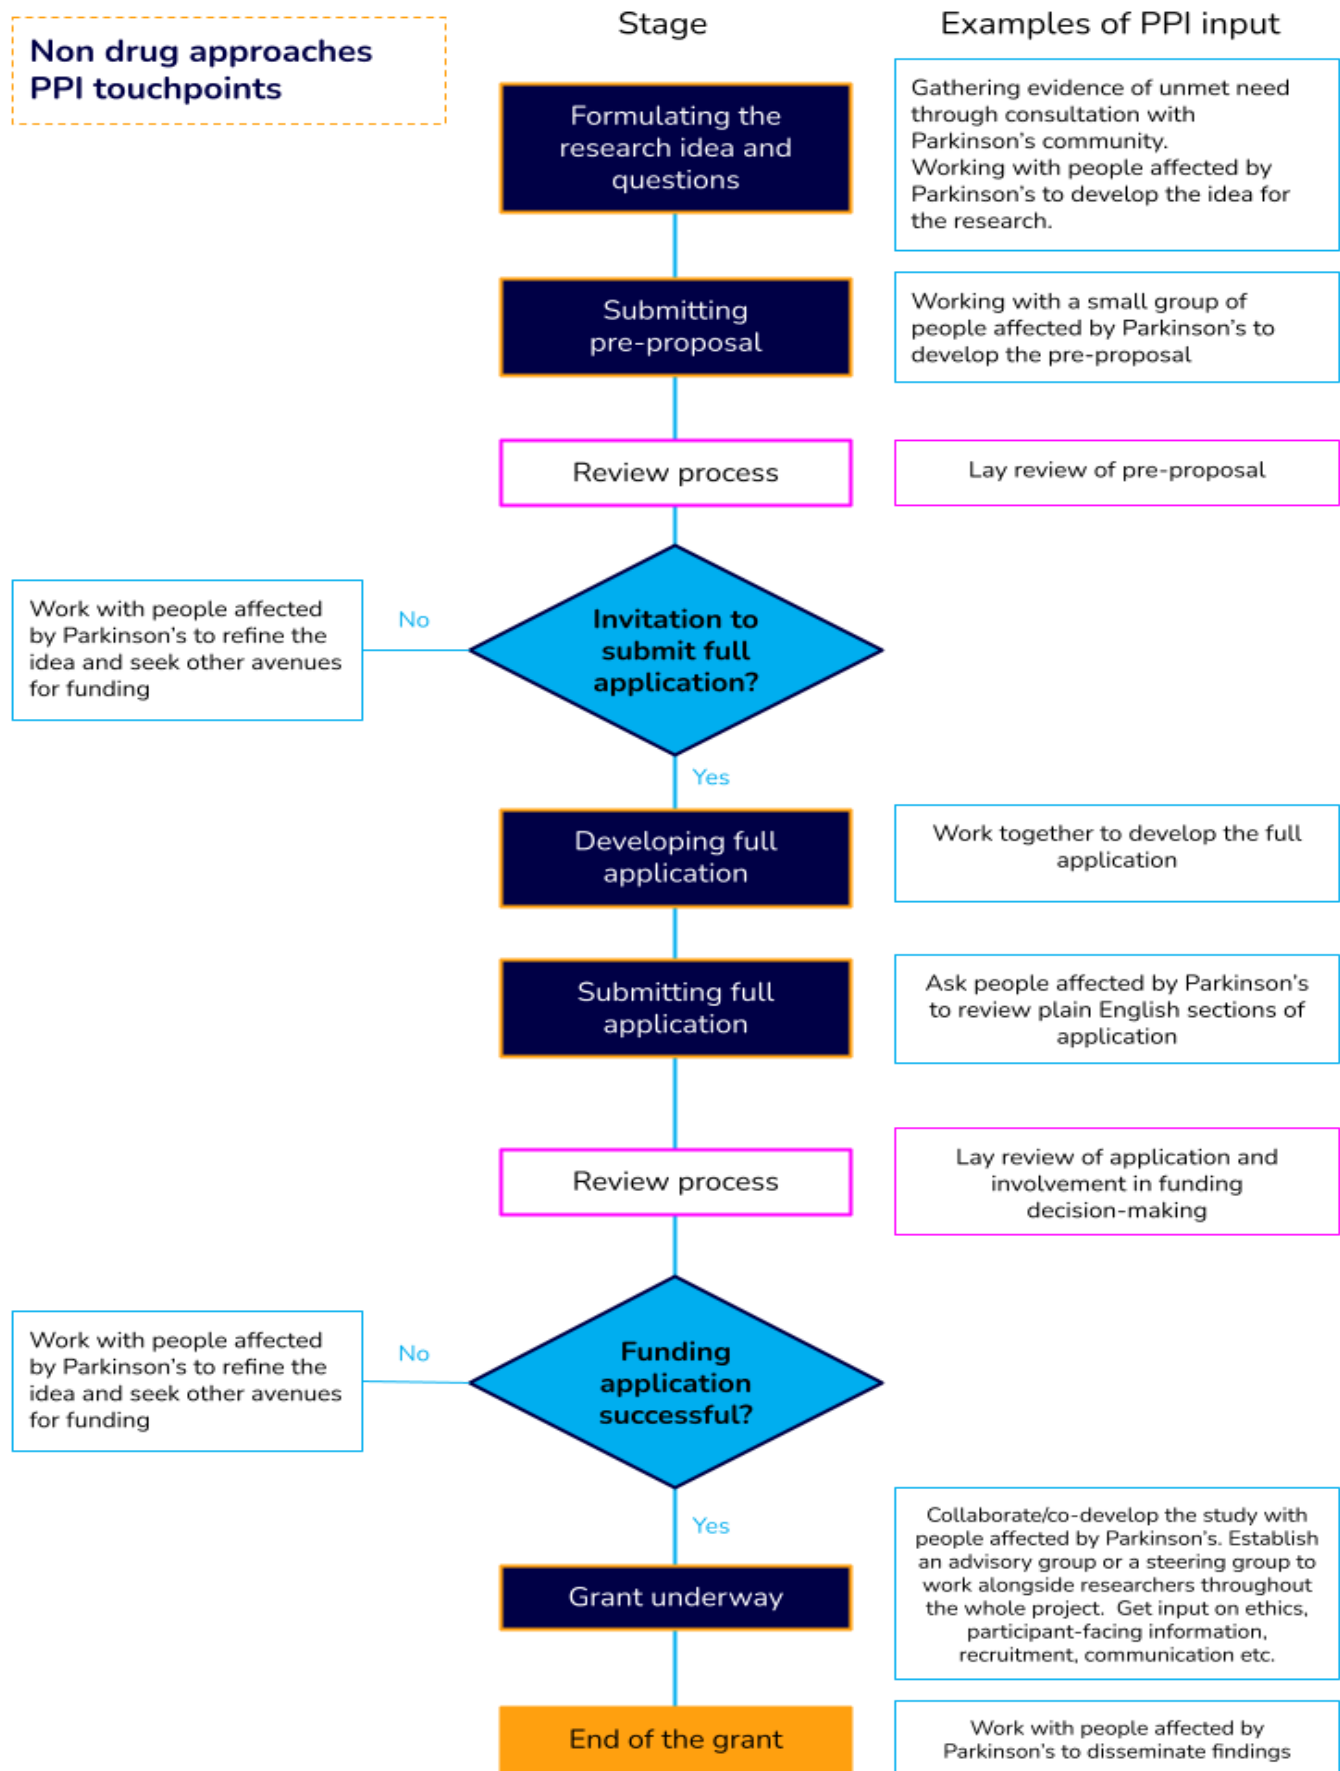 Non drug approaches
PPI touchpoints
Stage
Examples of PPI input
Formulating the
research idea and
questions
Gathering evidence of unmet need
through consultation with
Parkinson's community.
Working with people affected by
Parkinson's to develop the idea for
the research.
Submitting
pre-proposal
Working with a small group of
people affected by Parkinson's to
develop the pre-proposal
Review process
Lay review of pre-proposal
Invitation to
submit full
application?
No
Work with people affected
by Parkinson's to refine the
idea and seek other avenues
for funding
Yes
Developing full
application
Work together to develop the full
application
Submitting full
application
Ask people affected by Parkinson's
to review plain English sections of
application
Review process
Lay review of application and
involvement in funding
decision-making
Funding
application
successful?
No
Work with people affected
by Parkinson's to refine the
idea and seek other avenues
for funding
Yes
Grant underway
Collaborate/co-develop the study with
people affected by Parkinson's. Establish
an advisory group or a steering group to
work alongside researchers throughout
the whole project. Get input on ethics,
participant-facing information,
recruitment, communication etc.
End of the grant
Work with people affected by
Parkinson's to disseminate findings